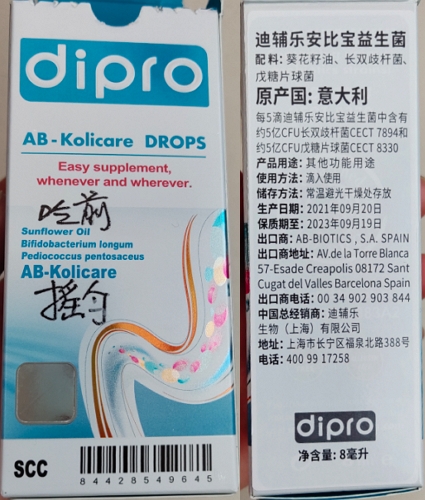 dipro
AB-Kolicare DROPS
Easy supplement,
whenever and wherever.
吃前
Sunflower Oil
Bifidobacterium longum
Pediococcus pentosaceus
AB-Kolicare
摇匀
SCC
8442854 9645
迪辅乐安比宝益生菌
配料: 葵花子油、长双歧杆菌、
戊糖片球菌
原产国: 意大利
每5滴迪辅乐安比宝益生菌中含有
约5亿CFU长双歧杆菌CECT 7894和
约5亿CFU戊糖片球菌CECT 8330
产品用途: 其他功能用途
使用方法: 滴入使用
储存方法: 常温避光干燥处存放
生产日期: 2021年09月20日
保质期至: 2023年09月19日
出口商: AB-BIOTICS , S.A. SPAIN
出口商地址: AV.de la Torre Blanca
57-Esade Creapolis 08172 Sant
Cugat del Valles Barcelona Spain
出口商电话: 00 34 902 903 844
中国总经销商: 迪辅乐
生物（上海）有限公司
地址: 上海市长宁区福泉北路388号
电话: 400 99 17258
dipro
净含量: 8毫升